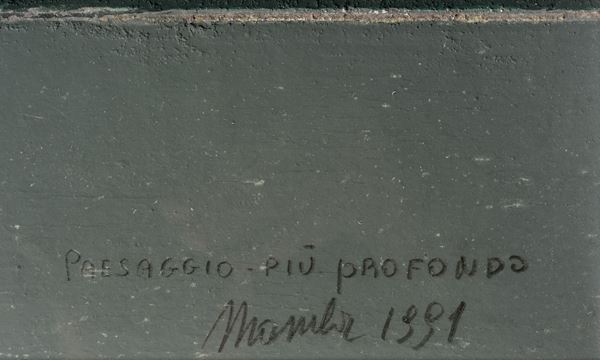 PAESAGGIO - PIÙ PROFONDO
Mambor 1991